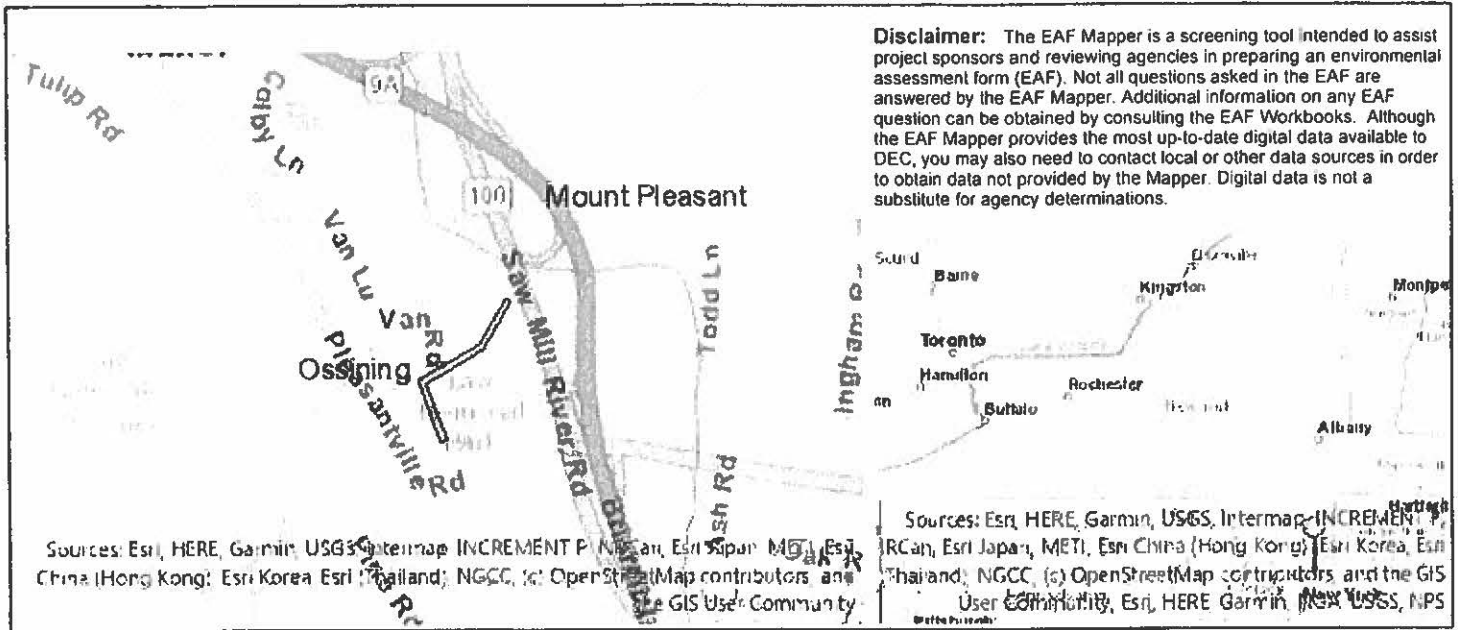 Disclaimer: The EAF Mapper is a screening tool intended to assist
project sponsors and reviewing agencies in preparing an environmental
assessment form (EAF). Not all questions asked in the EAF are
answered by the EAF Mapper. Additional information on any EAF
question can be obtained by consulting the EAF Workbooks. Although
the EAF Mapper provides the most up-to-date digital data available to
DEC, you may also need to contact local or other data sources in order
to obtain data not provided by the Mapper. Digital data is not a
substitute for agency determinations.
Tulip Rd
Colby Ln
9A
100
Mount Pleasant
Van Lu
Van Rd
Saw Mill River Rd
Todd Ln
Ingham
Ossining
Pleasantville Rd
Ash Rd
Sources: Esri, HERE, Garmin, USGS, Intermap, INCREMENT P, NRCan, Esri Japan, METI, Esri
China (Hong Kong), Esri Korea, Esri (Thailand), NGCC, (c) OpenStreetMap contributors, and
the GIS User Community
Barrie
Kingston
Montpe
Toronto
Hamilton
Rochester
Buffalo
Albany
Hartford
Sources: Esri, HERE, Garmin, USGS, Intermap, INCREMENT P,
NRCan, Esri Japan, METI, Esri China (Hong Kong), Esri Korea, Esri
Thailand, NGCC, (c) OpenStreetMap contributors, and the GIS
User Community, Esri, HERE, Garmin, NGA, USGS, NPS
New York